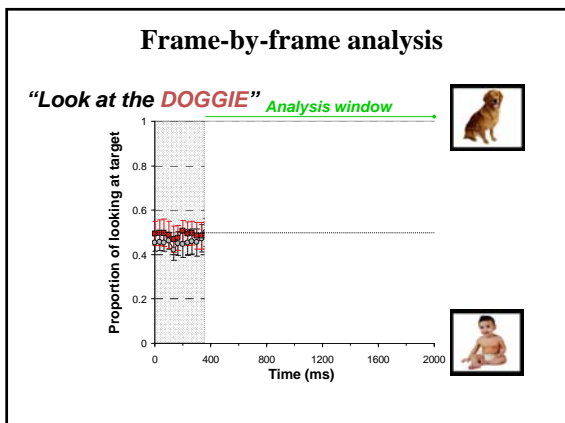 Frame-by-frame analysis
“Look at the DOGGIE”
Analysis window
Proportion of looking at target
1
0.8
0.6
0.4
0.2
0
0 400 800 1200 1600 2000
Time (ms)